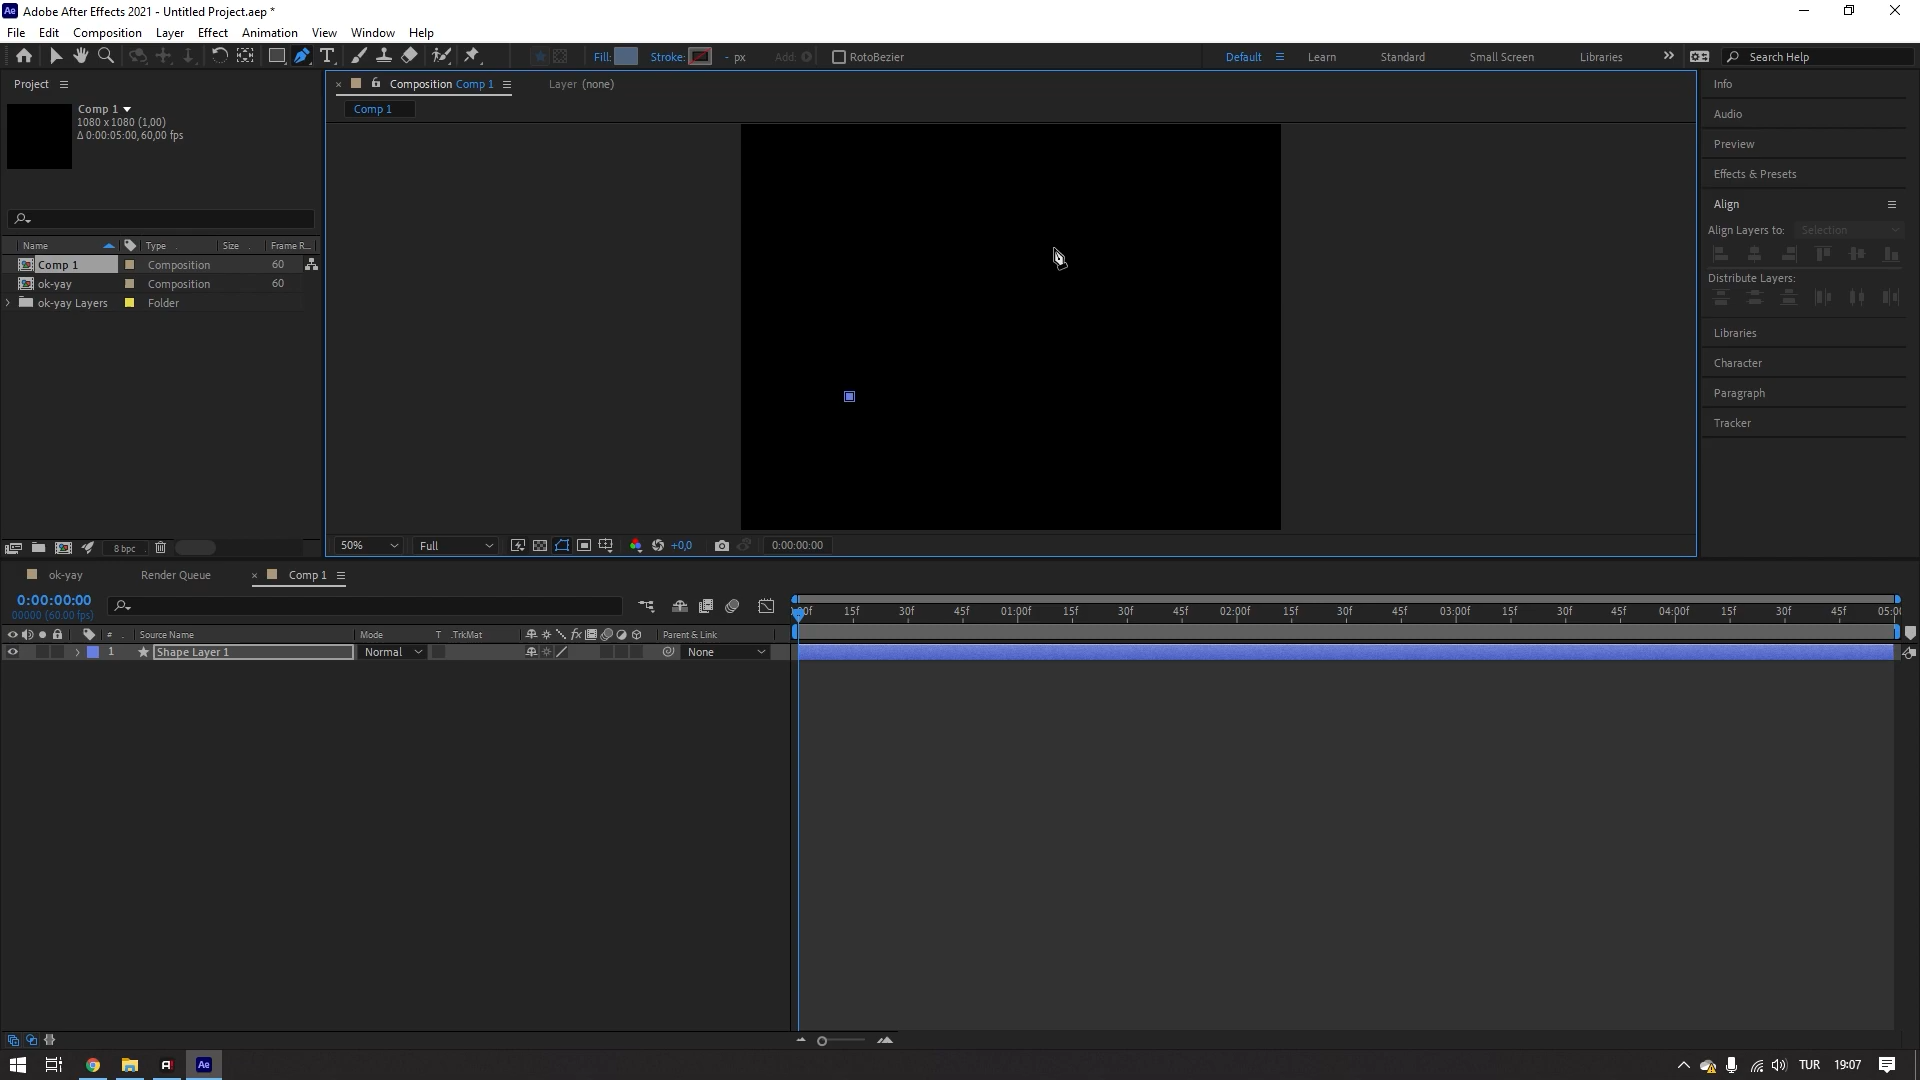 Ae Adobe After Effects 2021 - Untitled Project.aep *
File Edit Composition Layer Effect Animation View Window Help
Fill: Stroke: - px Add: RotoBezier Default Learn Standard Small Screen Libraries Search Help
Project
Comp 1
1080 x 1080 (1,00)
Δ 0:00:05:00, 60,00 fps
Name Type Size Frame R...
Comp 1 Composition 60
ok-yay Composition 60
ok-yay Layers Folder
8 bpc
Composition Comp 1 Layer (none)
Comp 1
50% Full +0,0 0:00:00:00
Info
Audio
Preview
Effects & Presets
Align
Align Layers to: Selection
Distribute Layers:
Libraries
Character
Paragraph
Tracker
ok-yay Render Queue Comp 1
0:00:00:00
00000 (60.00 fps)
:00f 15f 30f 45f 01:00f 15f 30f 45f 02:00f 15f 30f 45f 03:00f 15f 30f 45f 04:00f 15f 30f 45f 05:00
# Source Name Mode T .TrkMat fx Parent & Link
1 Shape Layer 1 Normal None
Ae TUR 19:07